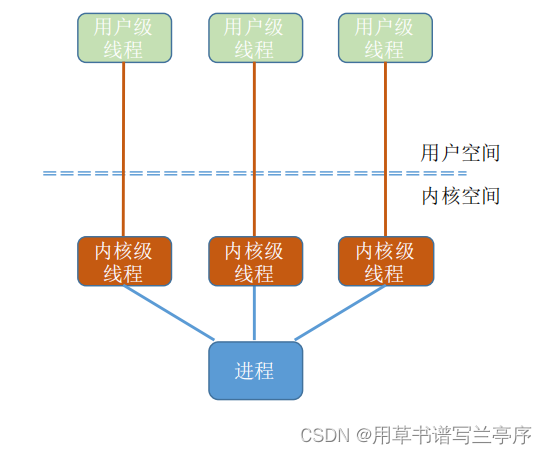 用户级 用户级 用户级
线程 线程 线程
用户空间
内核空间
内核级 内核级 内核级
线程 线程 线程
进程
CSDN @用草书谱写兰亭序